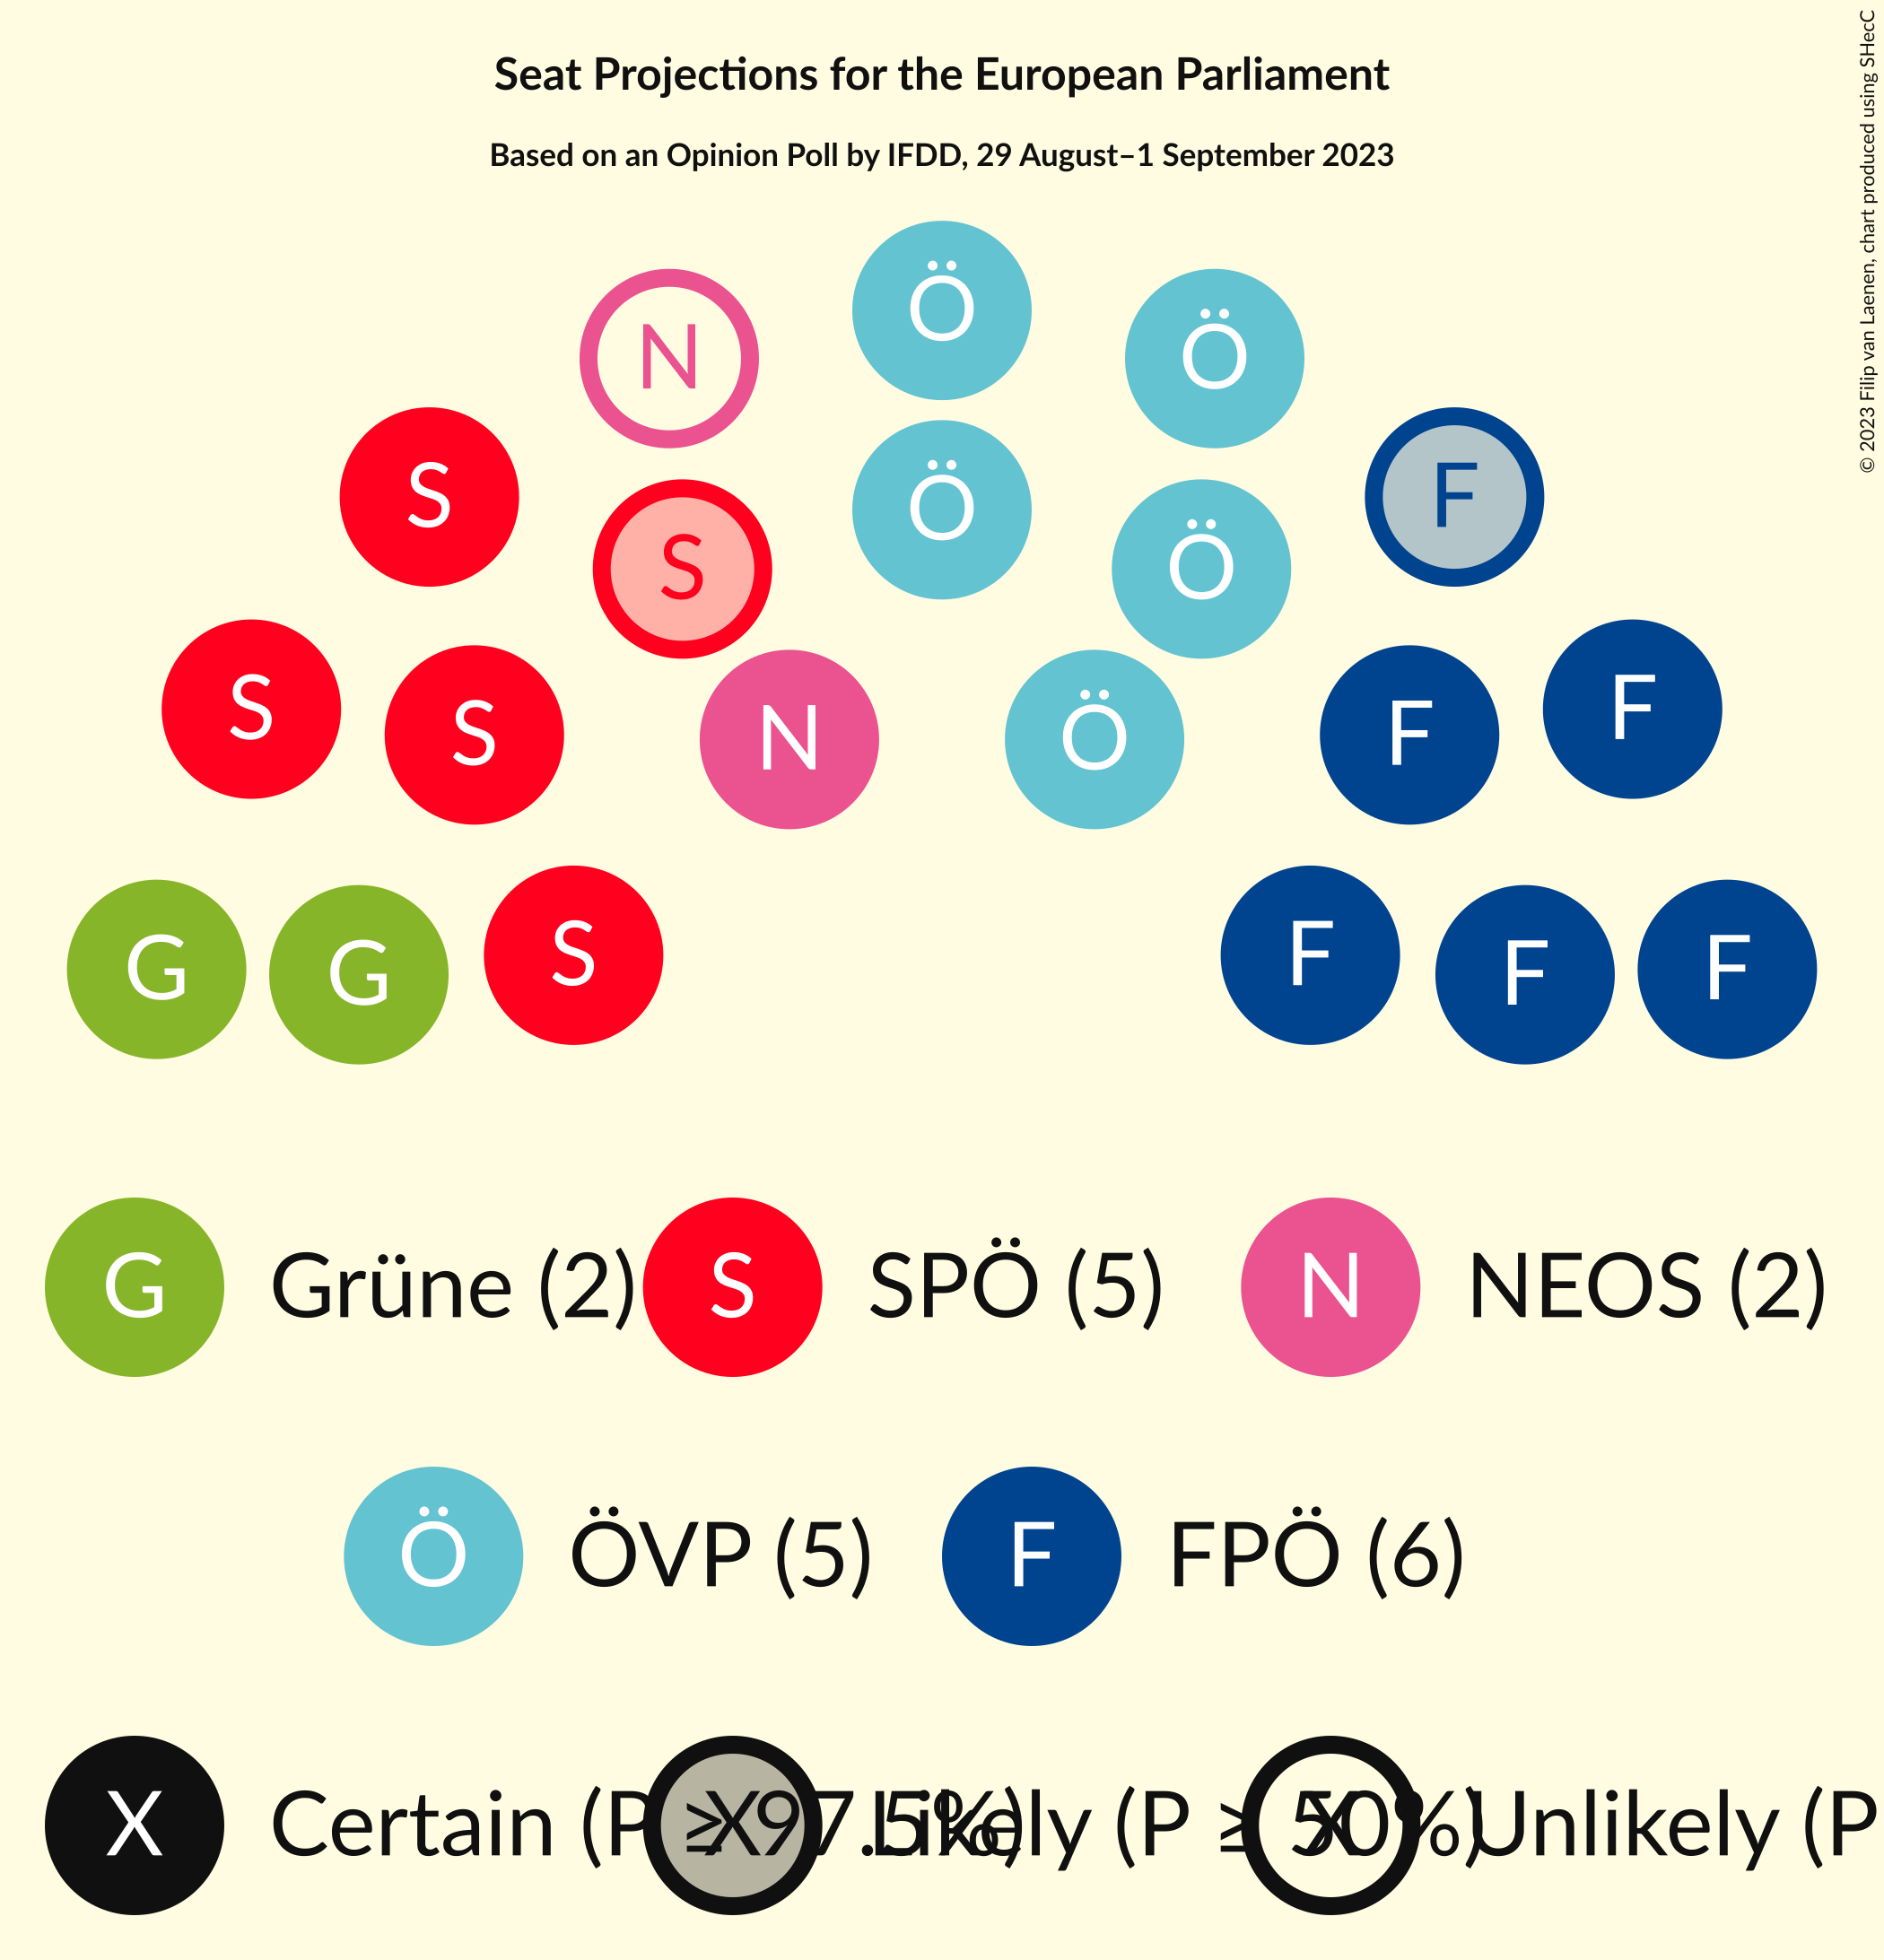 Seat Projections for the European Parliament
Based on an Opinion Poll by IFDD, 29 August–1 September 2023
© 2023 Filip van Laenen, chart produced using SHecC
Ö
N Ö
S F
Ö
S Ö
S F
S F
N Ö
G G S F F F
G Grüne (2) S SPÖ (5) N NEOS (2)
Ö ÖVP (5) F FPÖ (6)
X Certain (P ≥ 97.5%) X Likely (P ≥ 50%) X Unlikely (P